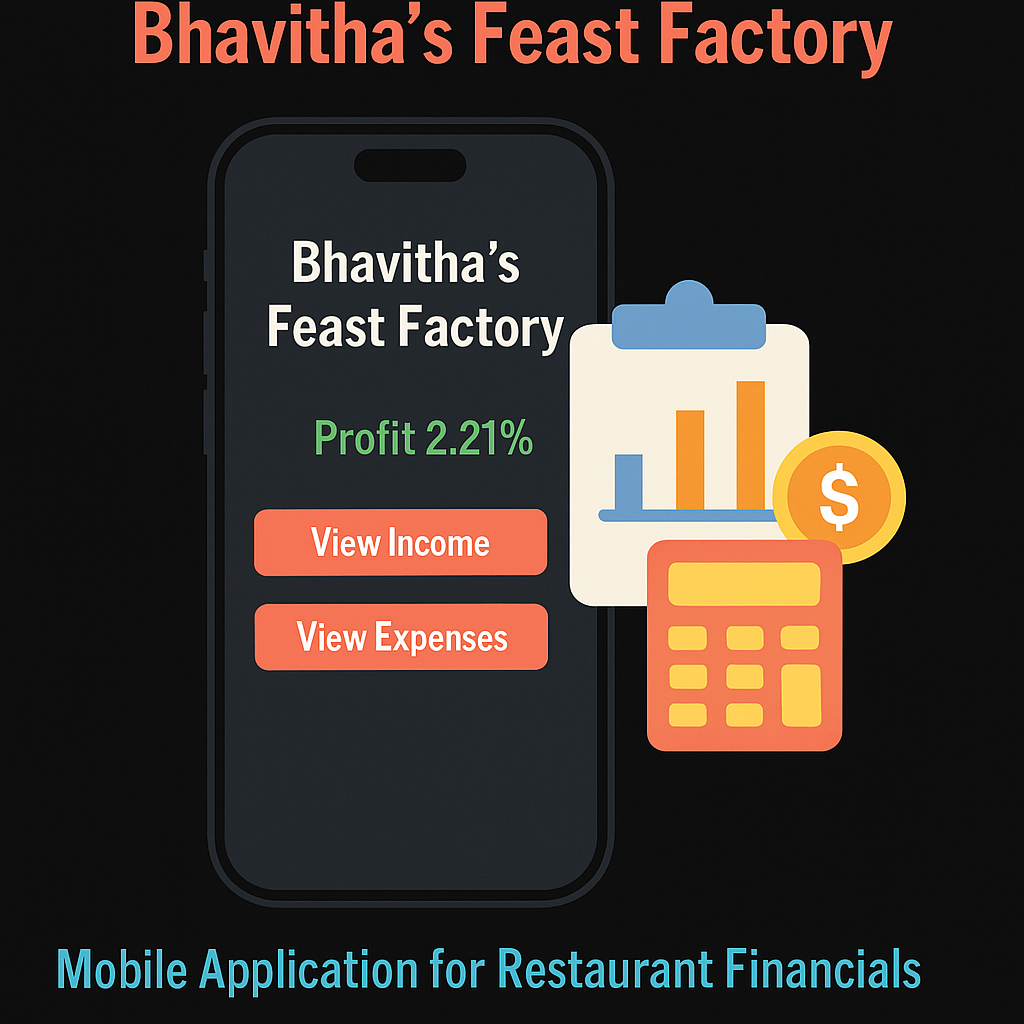 Bhavitha’s Feast Factory
Bhavitha’s
Feast Factory
Profit 2.21%
View Income
View Expenses
$
Mobile Application for Restaurant Financials